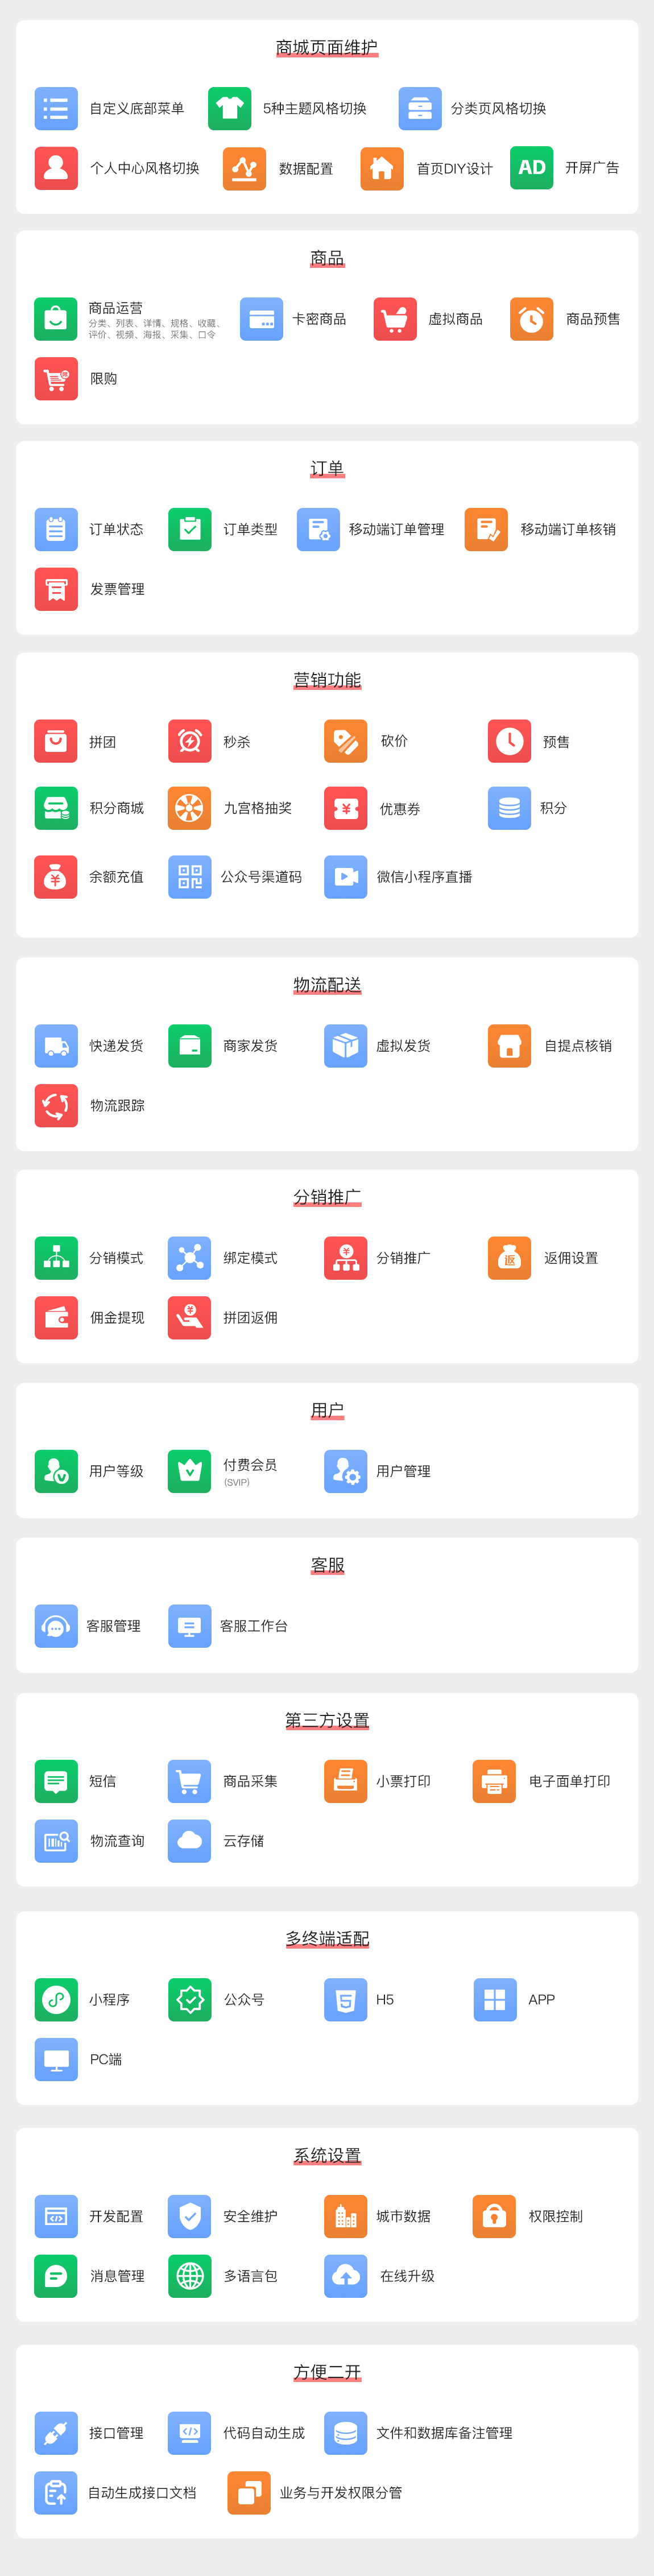 商城页面维护
自定义底部菜单
5种主题风格切换
分类页风格切换
个人中心风格切换
数据配置
首页DIY设计
AD
开屏广告
商品
商品运营
分类、列表、详情、规格、收藏、
评价、视频、海报、采集、口令
卡密商品
虚拟商品
商品预售
限购
订单
订单状态
订单类型
移动端订单管理
移动端订单核销
发票管理
营销功能
拼团
秒杀
砍价
预售
积分商城
九宫格抽奖
优惠券
积分
余额充值
公众号渠道码
微信小程序直播
物流配送
快递发货
商家发货
虚拟发货
自提点核销
物流跟踪
分销推广
分销模式
绑定模式
分销推广
返
返佣设置
佣金提现
拼团返佣
用户
用户等级
付费会员
(SVIP)
用户管理
客服
客服管理
客服工作台
第三方设置
短信
商品采集
小票打印
电子面单打印
物流查询
云存储
多终端适配
小程序
公众号
H5
APP
PC端
系统设置
开发配置
安全维护
城市数据
权限控制
消息管理
多语言包
在线升级
方便二开
接口管理
代码自动生成
文件和数据库备注管理
自动生成接口文档
业务与开发权限分管